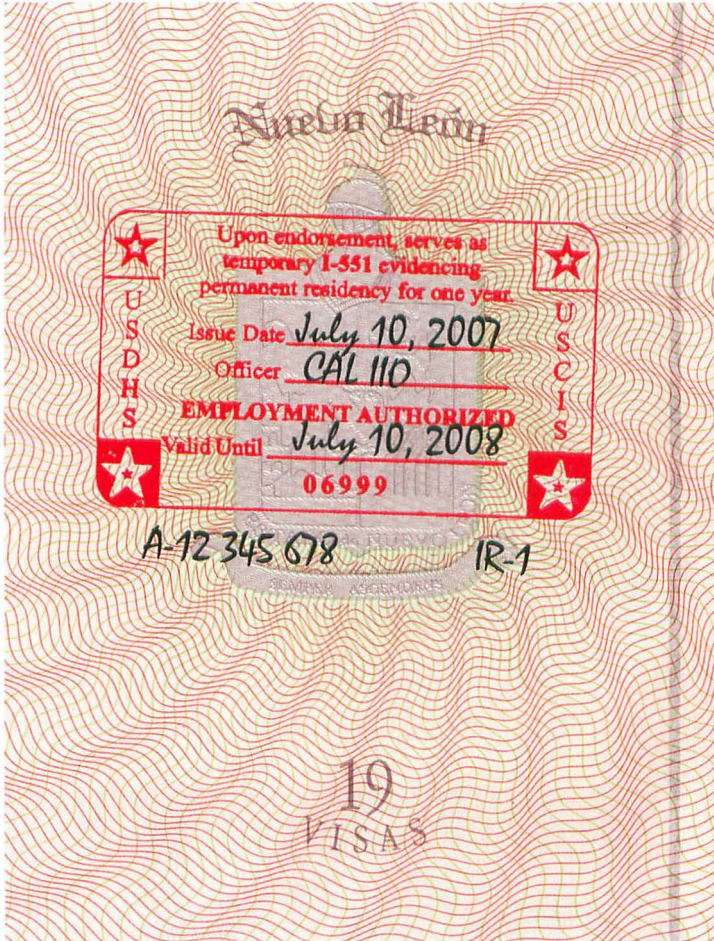 Nuevo León
Upon endorsement, serves as
temporary I-551 evidencing
permanent residency for one year.
USDHS
USCIS
Issue Date July 10, 2007
Officer CAL 110
EMPLOYMENT AUTHORIZED
Valid Until July 10, 2008
06999
A-12 345 678 IR-1
SEMPER ASCENDENS
19
VISAS